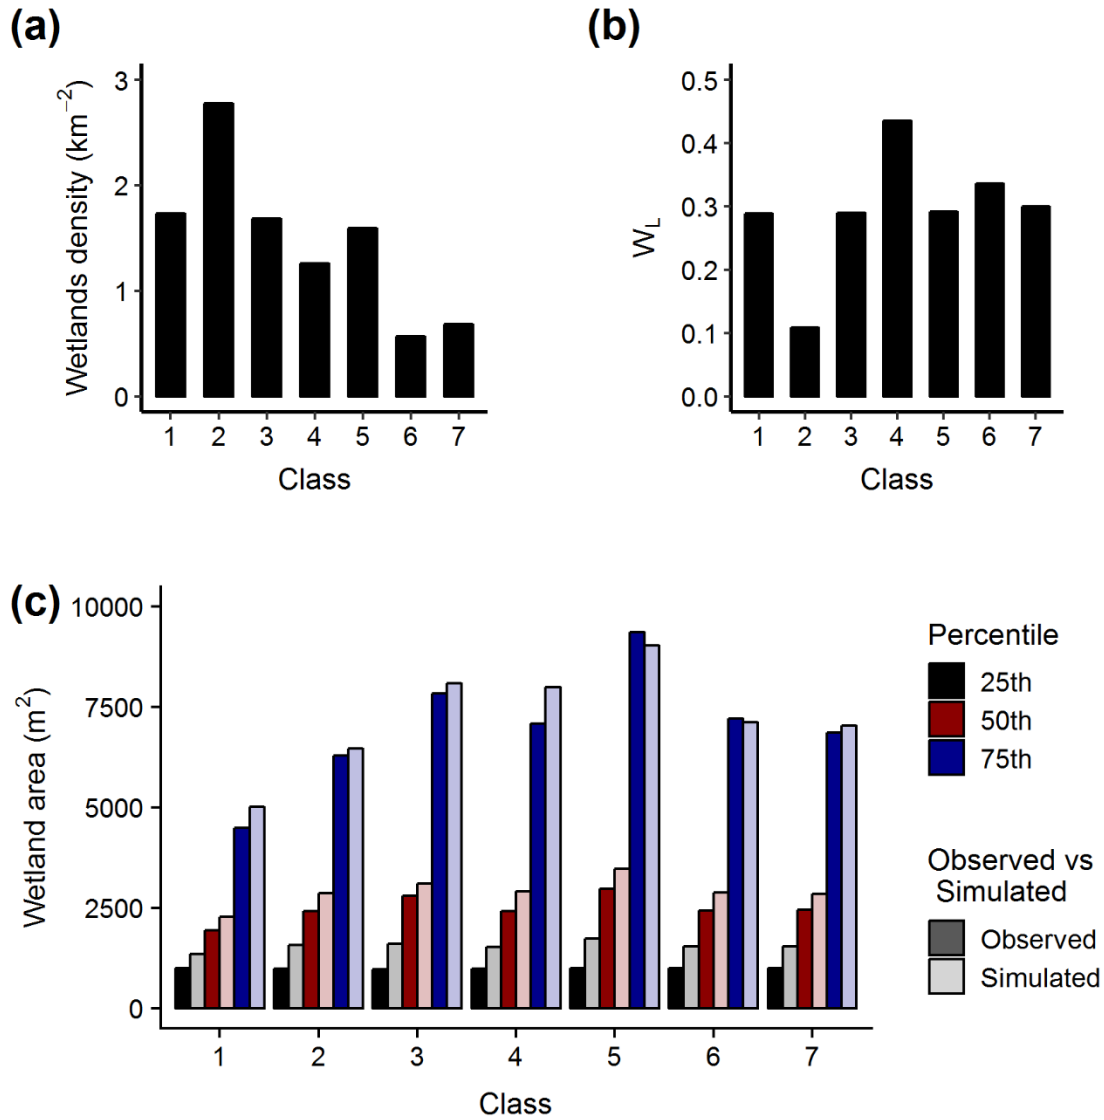 (a)
Wetlands density (km⁻²)
3
2
1
0
1 2 3 4 5 6 7
Class
(b)
W_L
0.5
0.4
0.3
0.2
0.1
0.0
1 2 3 4 5 6 7
Class
(c)
Wetland area (m²)
10000
7500
5000
2500
0
1 2 3 4 5 6 7
Class
Percentile
25th
50th
75th
Observed vs
Simulated
Observed
Simulated